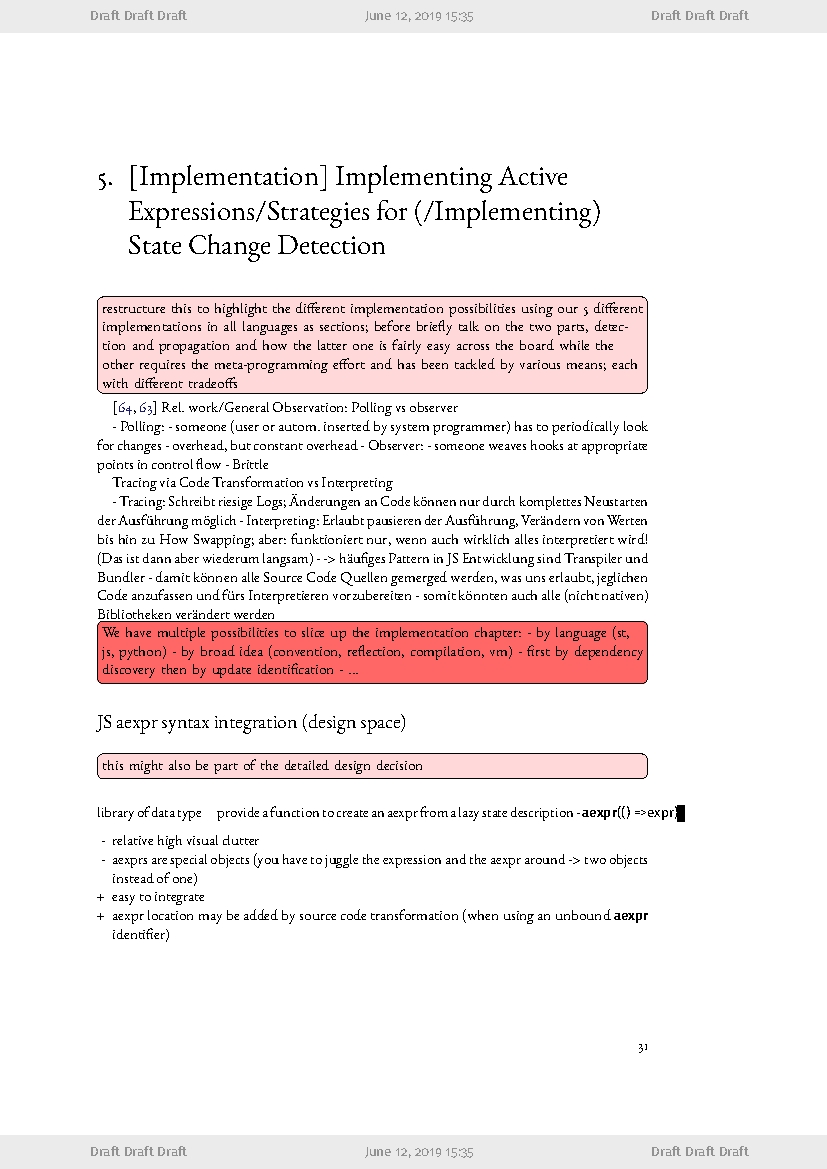 Draft Draft Draft June 12, 2019 15:35 Draft Draft Draft
5. [Implementation] Implementing Active
Expressions/Strategies for (/Implementing)
State Change Detection
restructure this to highlight the different implementation possibilities using our 5 different
implementations in all languages as sections; before briefly talk on the two parts, detec-
tion and propagation and how the latter one is fairly easy across the board while the
other requires the meta-programming effort and has been tackled by various means; each
with different tradeoffs
[64, 63] Rel. work/General Observation: Polling vs observer
- Polling: - someone (user or autom. inserted by system programmer) has to periodically look
for changes - overhead, but constant overhead - Observer: - someone weaves hooks at appropriate
points in control flow - Brittle
Tracing via Code Transformation vs Interpreting
- Tracing: Schreibt riesige Logs; Änderungen an Code können nur durch komplettes Neustarten
der Ausführung möglich - Interpreting: Erlaubt pausieren der Ausführung, Verändern von Werten
bis hin zu How Swapping; aber: funktioniert nur, wenn auch wirklich alles interpretiert wird!
(Das ist dann aber wiederum langsam) - -> häufiges Pattern in JS Entwicklung sind Transpiler und
Bundler - damit können alle Source Code Quellen gemerged werden, was uns erlaubt, jeglichen
Code anzufassen und fürs Interpretieren vorzubereiten - somit könnten auch alle (nicht nativen)
Bibliotheken verändert werden
We have multiple possibilities to slice up the implementation chapter: - by language (st,
js, python) - by broad idea (convention, reflection, compilation, vm) - first by dependency
discovery then by update identification - ...
JS aexpr syntax integration (design space)
this might also be part of the detailed design decision
library of data type provide a function to create an aexpr from a lazy state description - aexpr(() =>expr)
- relative high visual clutter
- aexprs are special objects (you have to juggle the expression and the aexpr around -> two objects
instead of one)
+ easy to integrate
+ aexpr location may be added by source code transformation (when using an unbound aexpr
identifier)
31
Draft Draft Draft June 12, 2019 15:35 Draft Draft Draft